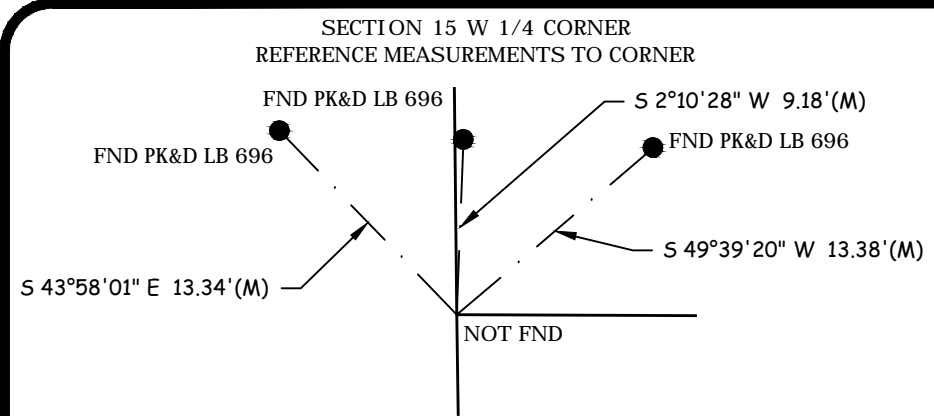 SECTION 15 W 1/4 CORNER
REFERENCE MEASUREMENTS TO CORNER
FND PK&D LB 696
S 2°10'28" W 9.18'(M)
FND PK&D LB 696
FND PK&D LB 696
S 49°39'20" W 13.38'(M)
S 43°58'01" E 13.34'(M)
NOT FND